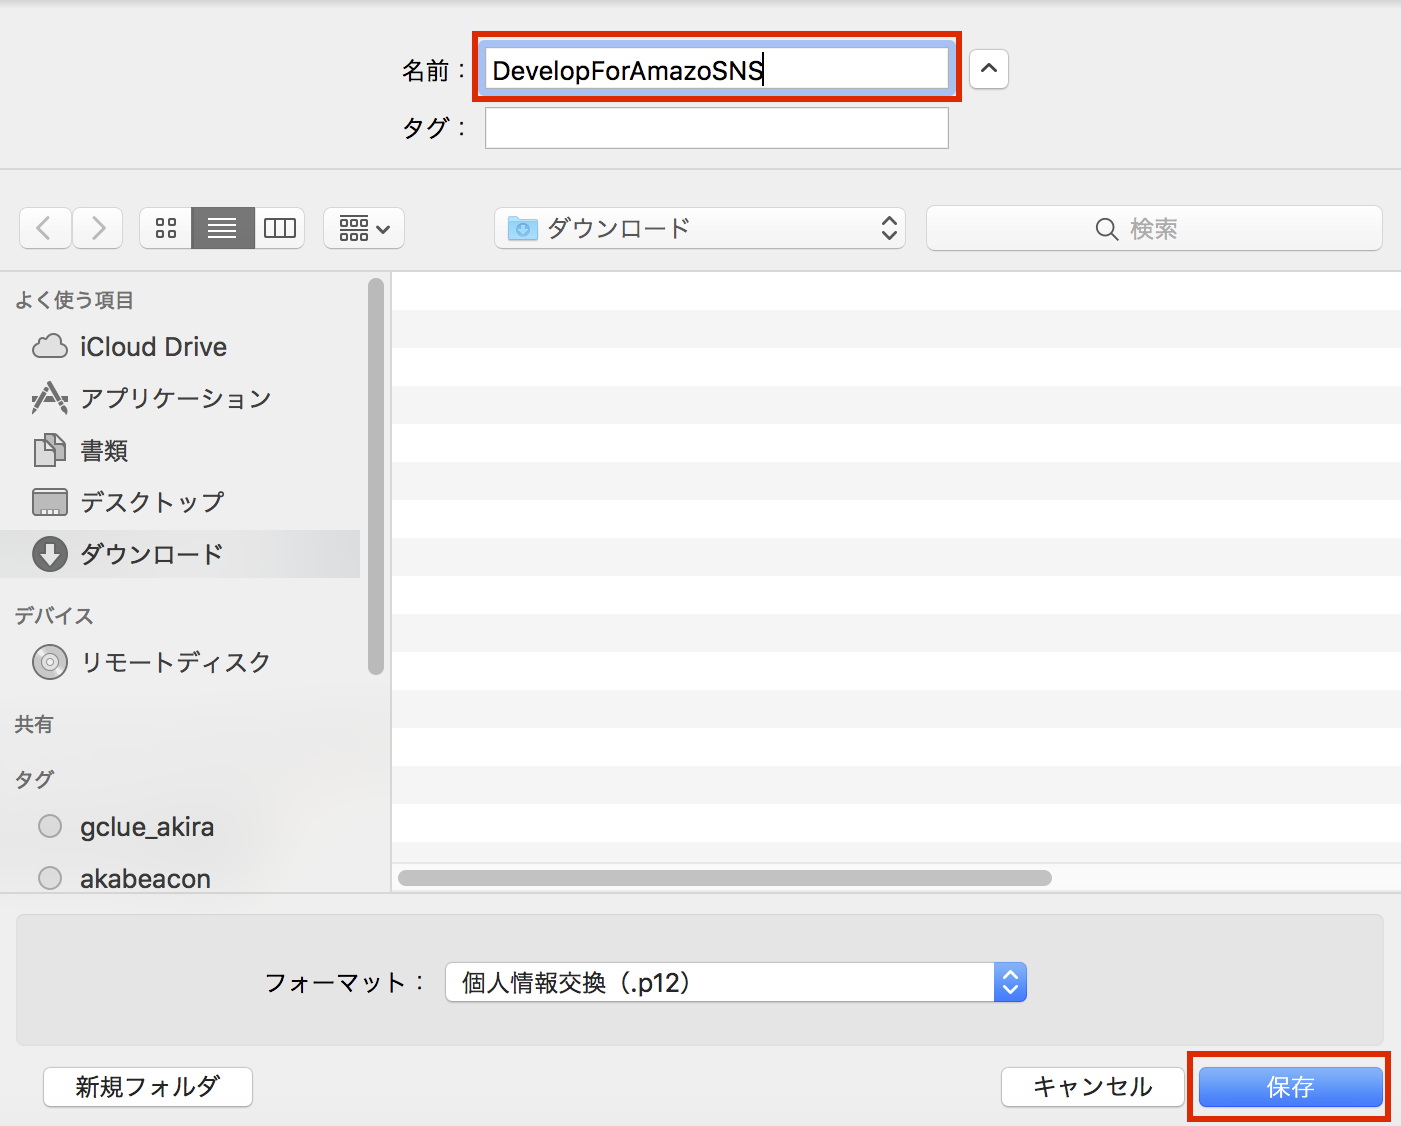 名前：
DevelopForAmazoSNS
タグ：
ダウンロード
検索
よく使う項目
iCloud Drive
アプリケーション
書類
デスクトップ
ダウンロード
デバイス
リモートディスク
共有
タグ
gclue_akira
akabeacon
フォーマット：
個人情報交換（.p12）
新規フォルダ
キャンセル
保存